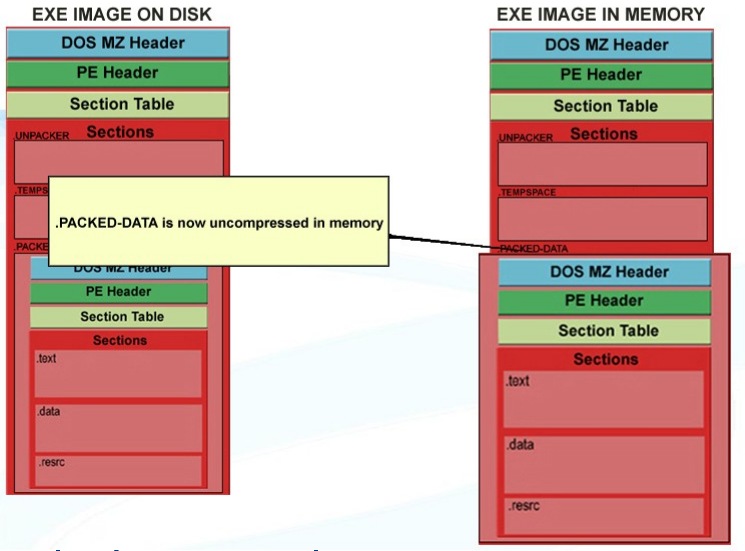 EXE IMAGE ON DISK
DOS MZ Header
PE Header
Section Table
Sections
.UNPACKER
.TEMPS
.PACKE
DOS MZ Header
PE Header
Section Table
Sections
.text
.data
.resrc
.PACKED-DATA is now uncompressed in memory
EXE IMAGE IN MEMORY
DOS MZ Header
PE Header
Section Table
Sections
.UNPACKER
.TEMPSPACE
.PACKED-DATA
DOS MZ Header
PE Header
Section Table
Sections
.text
.data
.resrc